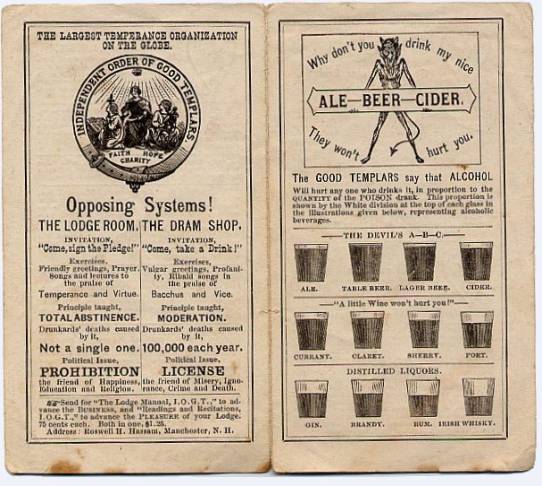 THE LARGEST TEMPERANCE ORGANIZATION
ON THE GLOBE.
INDEPENDENT ORDER OF GOOD TEMPLARS.
FAITH HOPE
CHARITY
Opposing Systems!
THE LODGE ROOM. THE DRAM SHOP.
INVITATION, INVITATION,
"Come, sign the Pledge!" "Come, take a Drink!"
Exercises. Exercises.
Friendly greetings, Prayer. Vulgar greetings, Profani-
Songs and lectures to ty, Ribald songs in
the praise of the praise of
Temperance and Virtue. Bacchus and Vice.
Principle taught, Principle taught,
TOTAL ABSTINENCE. MODERATION.
Drunkards' deaths caused Drunkards' deaths caused
by it, by it,
Not a single one. 100,000 each year.
Political Issue, Political Issue,
PROHIBITION LICENSE
the friend of Happiness, the friend of Misery, Igno-
Education and Religion. rance, Crime and Death.
Send for "The Lodge Manual, I.O.G.T.," to ad-
vance the BUSINESS, and "Readings and Recitations,
I.O.G.T.," to advance the PLEASURE of your Lodge.
75 cents each. Both in one, $1.25.
Address: Roswell H. Hassam, Manchester, N. H.
Why don't you drink my nice
ALE—BEER—CIDER.
They won't hurt you.
The GOOD TEMPLARS say that ALCOHOL
Will hurt any one who drinks it, in proportion to the
QUANTITY of the POISON drank. This proportion is
shown by the White division at the top of each glass in
the illustrations given below, representing alcoholic
beverages.
—THE DEVIL'S A—B—C,—
ALE. TABLE BEER. LAGER BEER. CIDER.
—"A little Wine won't hurt you!"—
CURRANT. CLARET. SHERRY. PORT.
DISTILLED LIQUORS.
GIN. BRANDY. RUM. IRISH WHISKY.